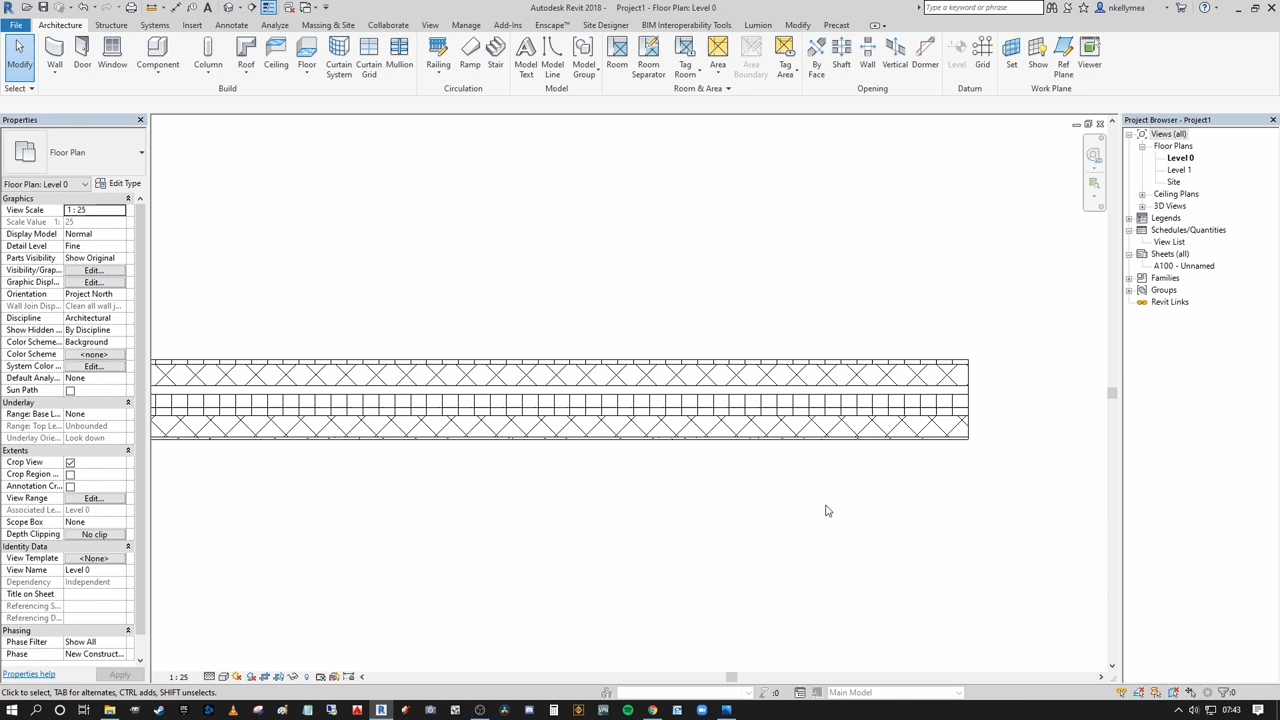 Autodesk Revit 2018 - Project1 - Floor Plan: Level 0
Type a keyword or phrase
nkellymea
File Architecture Structure Systems Insert Annotate Analyze Massing & Site Collaborate View Manage Add-Ins Enscape™ Site Designer BIM Interoperability Tools Lumion Modify Precast
Modify Wall Door Window Component Column Roof Ceiling Floor Curtain System Curtain Grid Mullion Railing Ramp Stair Model Text Model Line Model Group Room Room Separator Tag Room Area Area Boundary Tag Area By Face Shaft Wall Vertical Dormer Level Grid Set Show Ref Plane Viewer
Select Build Circulation Model Room & Area Opening Datum Work Plane
Properties
Floor Plan
Floor Plan: Level 0 Edit Type
Graphics
View Scale 1 : 25
Scale Value 1: 25
Display Model Normal
Detail Level Fine
Parts Visibility Show Original
Visibility/Grap... Edit...
Graphic Displ... Edit...
Orientation Project North
Wall Join Disp... Clean all wall j...
Discipline Architectural
Show Hidden ... By Discipline
Color Scheme... Background
Color Scheme <none>
System Color ... Edit...
Default Analy... None
Sun Path
Underlay
Range: Base L... None
Range: Top Le... Unbounded
Underlay Orie... Look down
Extents
Crop View
Crop Region ...
Annotation Cr...
View Range Edit...
Associated Le... Level 0
Scope Box None
Depth Clipping No clip
Identity Data
View Template <None>
View Name Level 0
Dependency Independent
Title on Sheet
Referencing S...
Referencing D...
Phasing
Phase Filter Show All
Phase New Construct...
Properties help Apply
1 : 25
Project Browser - Project1
Views (all)
Floor Plans
Level 0
Level 1
Site
Ceiling Plans
3D Views
Legends
Schedules/Quantities
View List
Sheets (all)
A100 - Unnamed
Families
Groups
Revit Links
Click to select, TAB for alternates, CTRL adds, SHIFT unselects.
:0
Main Model
:0
07:43